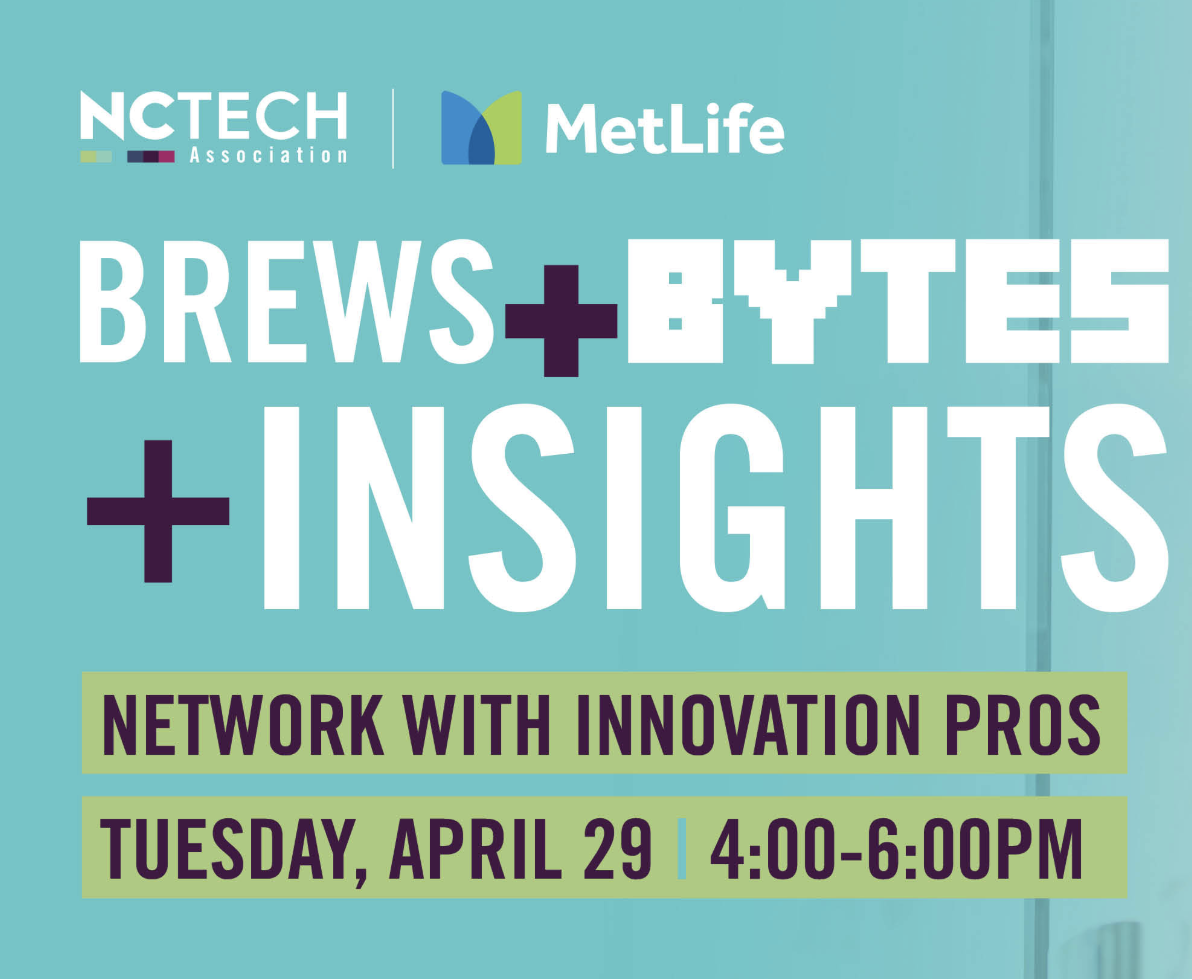 NCTECH
Association
MetLife
BREWS+BYTES
+INSIGHTS
NETWORK WITH INNOVATION PROS
TUESDAY, APRIL 29 | 4:00-6:00PM